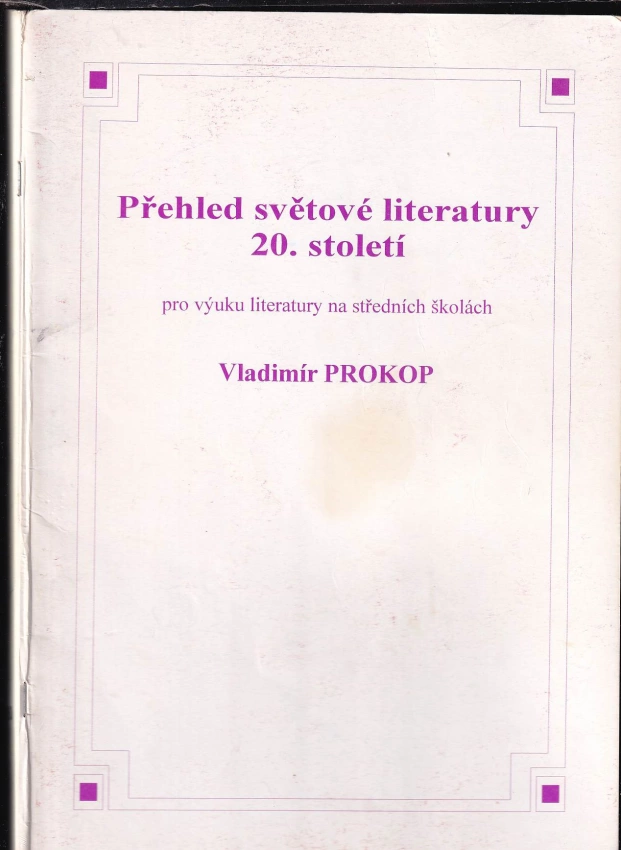 Přehled světové literatury
20. století
pro výuku literatury na středních školách
Vladimír PROKOP